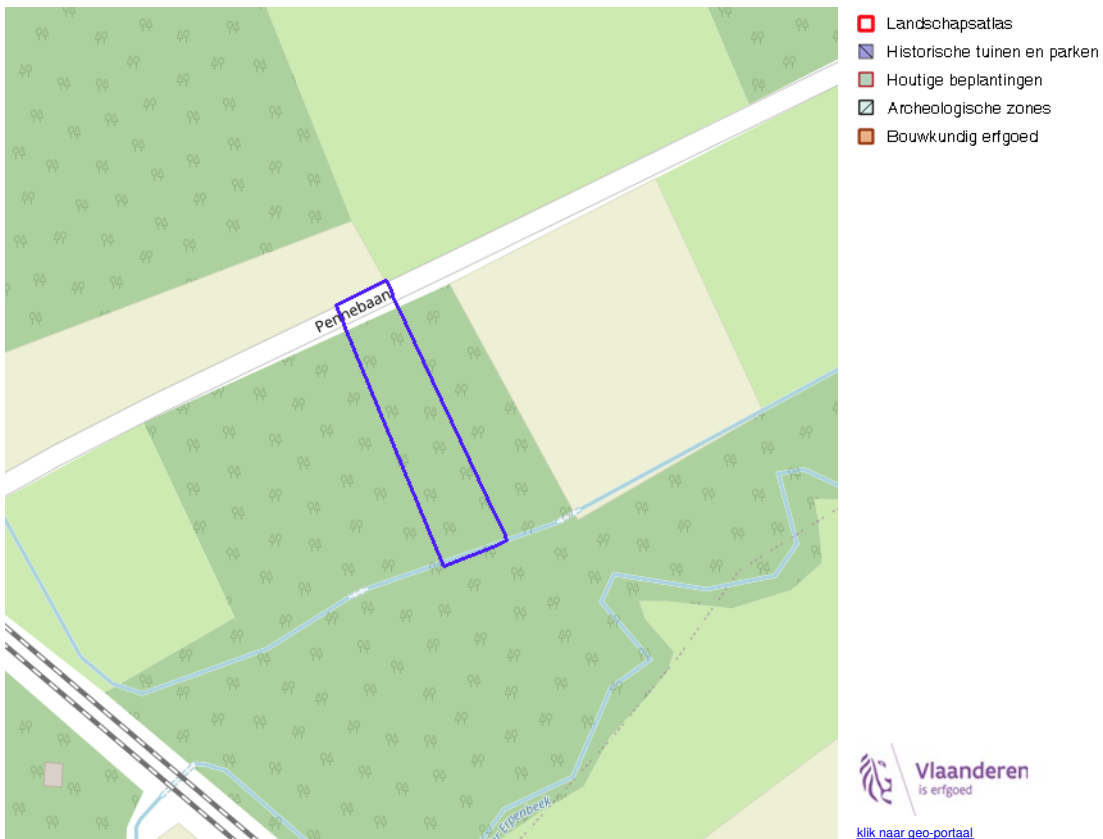 Landschapsatlas
Historische tuinen en parken
Houtige beplantingen
Archeologische zones
Bouwkundig erfgoed
Pennebaan
Erpenbeek
Vlaanderen
is erfgoed
klik naar geo-portaal